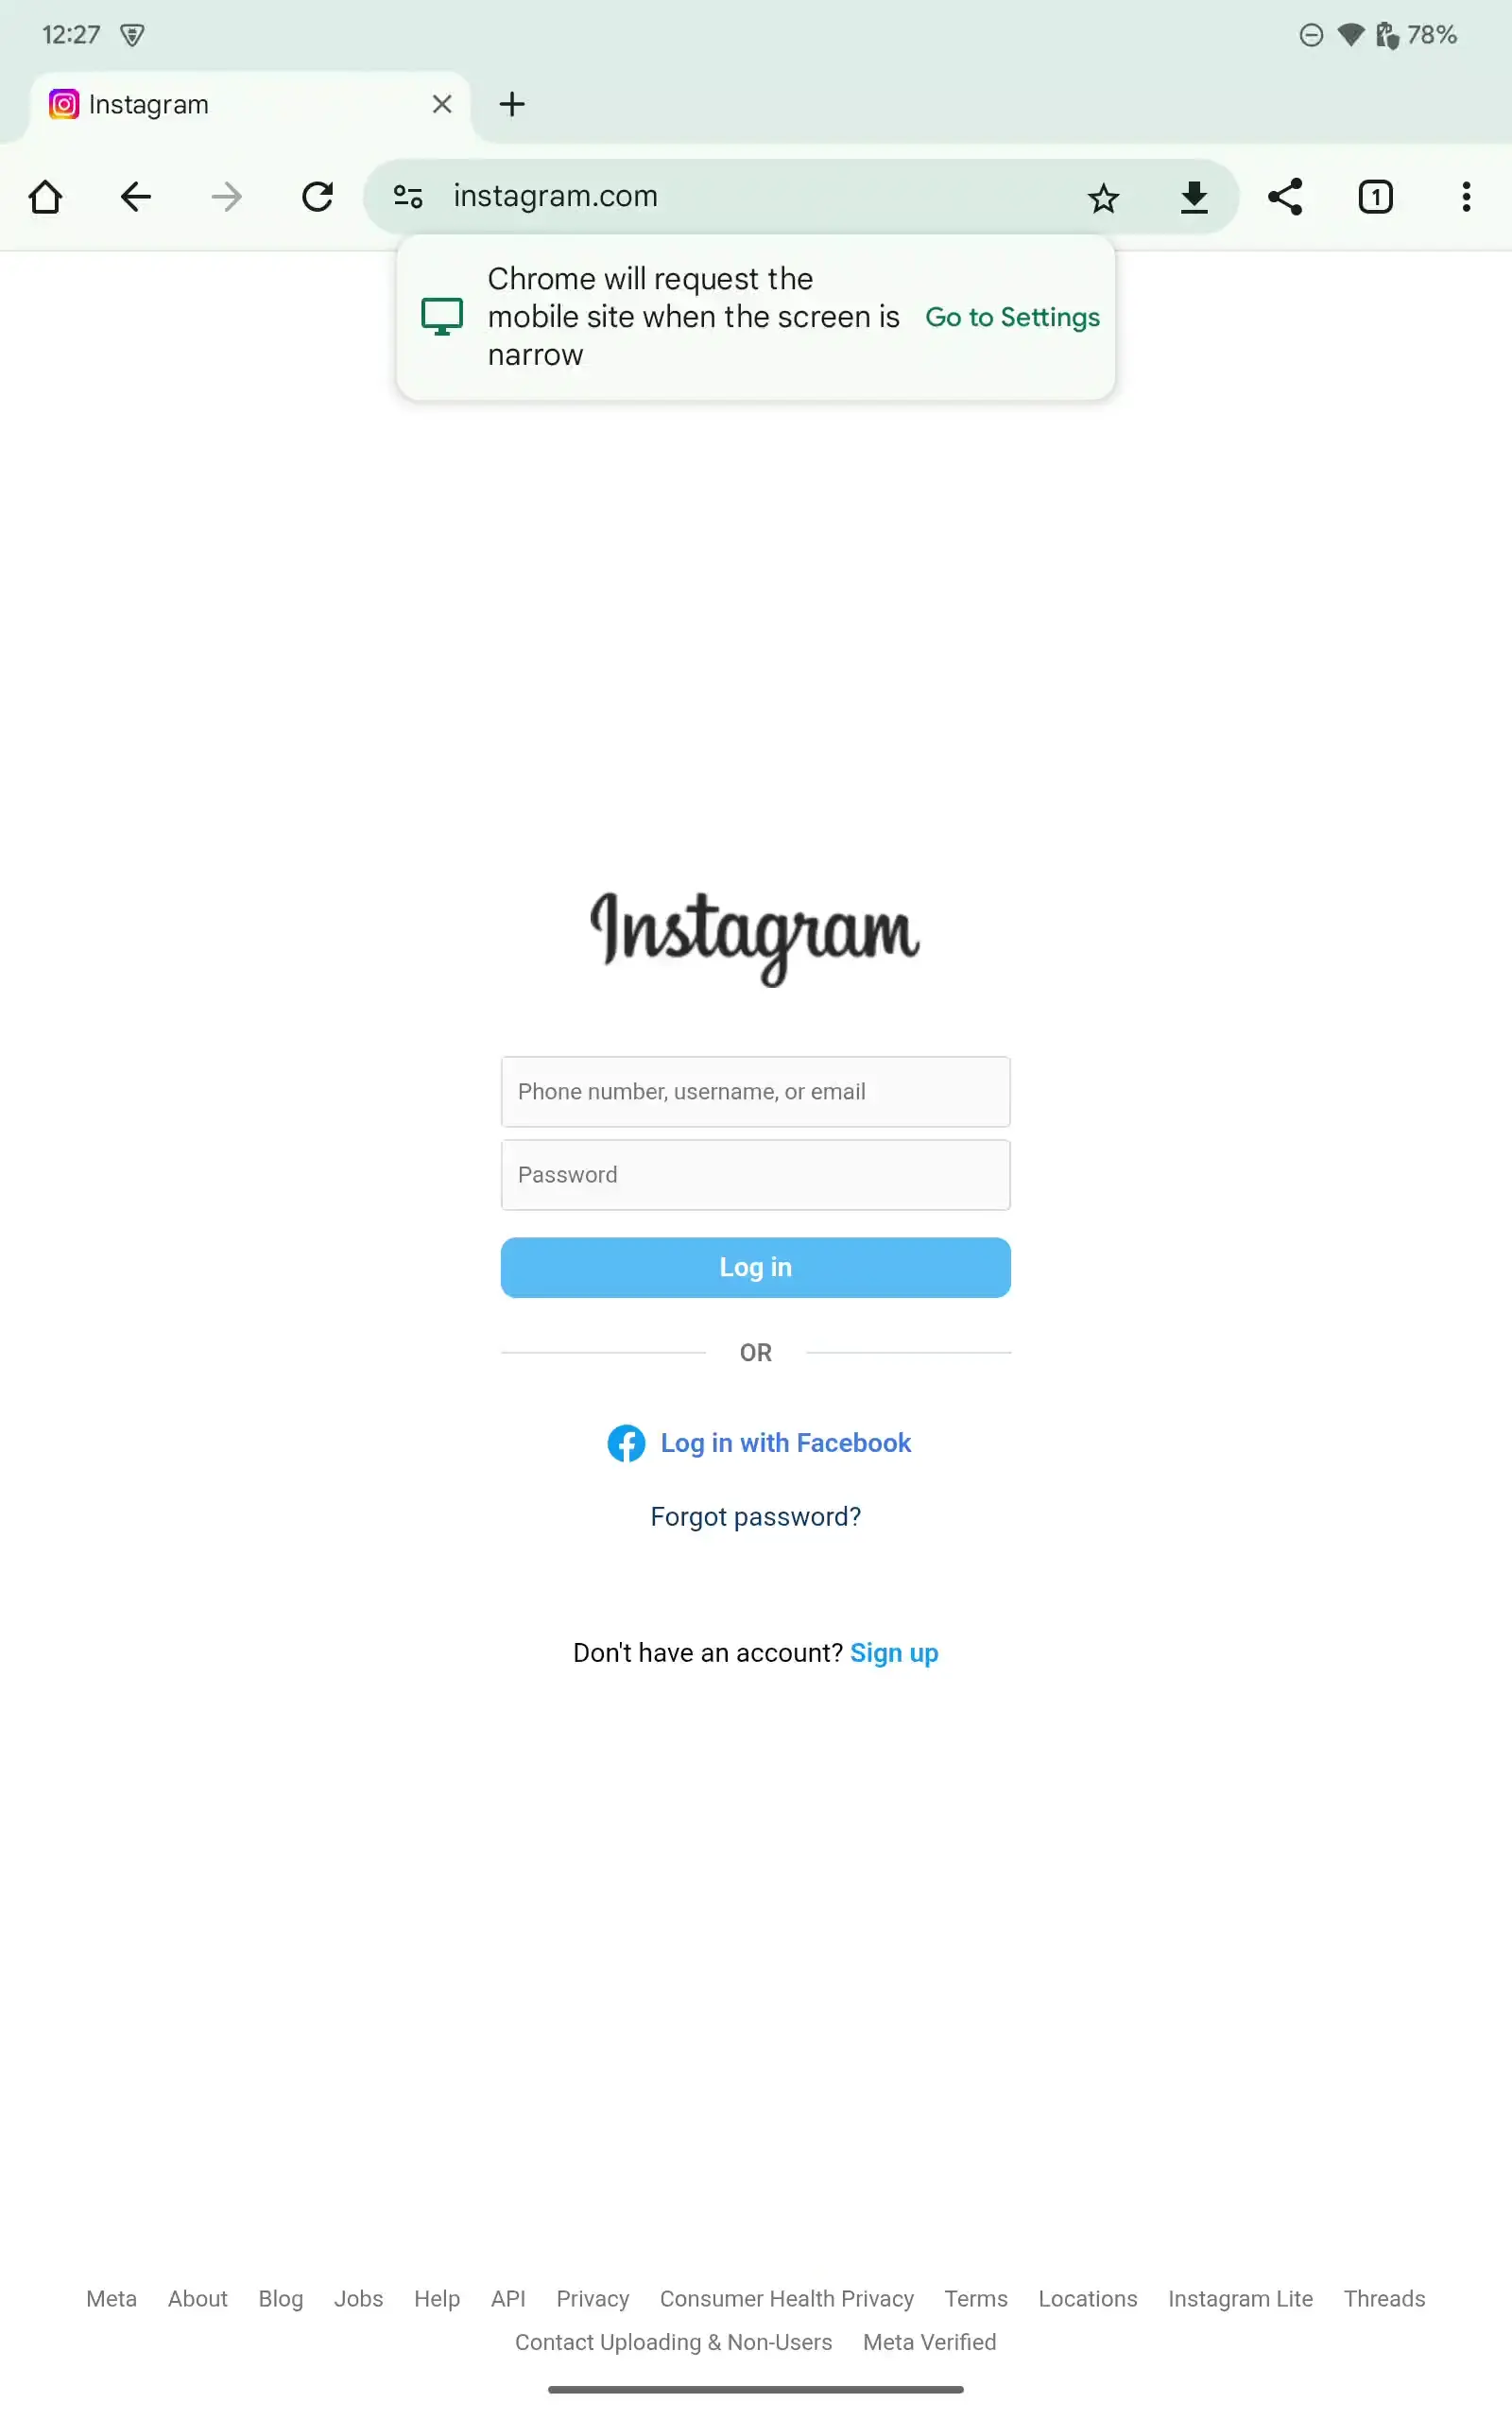 12:27
78%
Instagram
instagram.com
1
Chrome will request the
mobile site when the screen is
narrow
Go to Settings
Instagram
Phone number, username, or email
Password
Log in
OR
Log in with Facebook
Forgot password?
Don't have an account? Sign up
Meta About Blog Jobs Help API Privacy Consumer Health Privacy Terms Locations Instagram Lite Threads
Contact Uploading & Non-Users Meta Verified